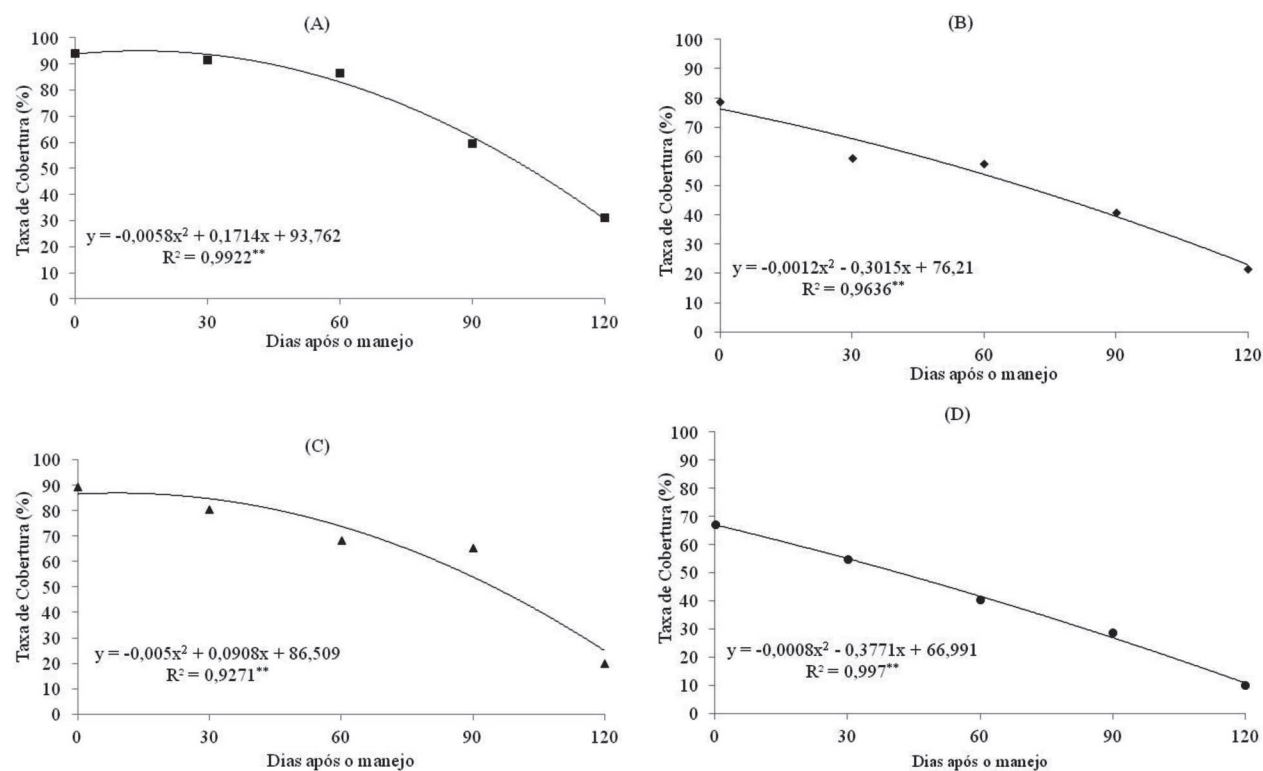 (A)
Taxa de Cobertura (%)
100
90
80
70
60
50
40
30
20
10
0
y = -0,0058x² + 0,1714x + 93,762
R² = 0,9922**
0 30 60 90 120
Dias após o manejo
(B)
Taxa de Cobertura (%)
100
90
80
70
60
50
40
30
20
10
0
y = -0,0012x² - 0,3015x + 76,21
R² = 0,9636**
0 30 60 90 120
Dias após o manejo
(C)
Taxa de Cobertura (%)
100
90
80
70
60
50
40
30
20
10
0
y = -0,005x² + 0,0908x + 86,509
R² = 0,9271**
0 30 60 90 120
Dias após o manejo
(D)
Taxa de Cobertura (%)
100
90
80
70
60
50
40
30
20
10
0
y = -0,0008x² - 0,3771x + 66,991
R² = 0,997**
0 30 60 90 120
Dias após o manejo